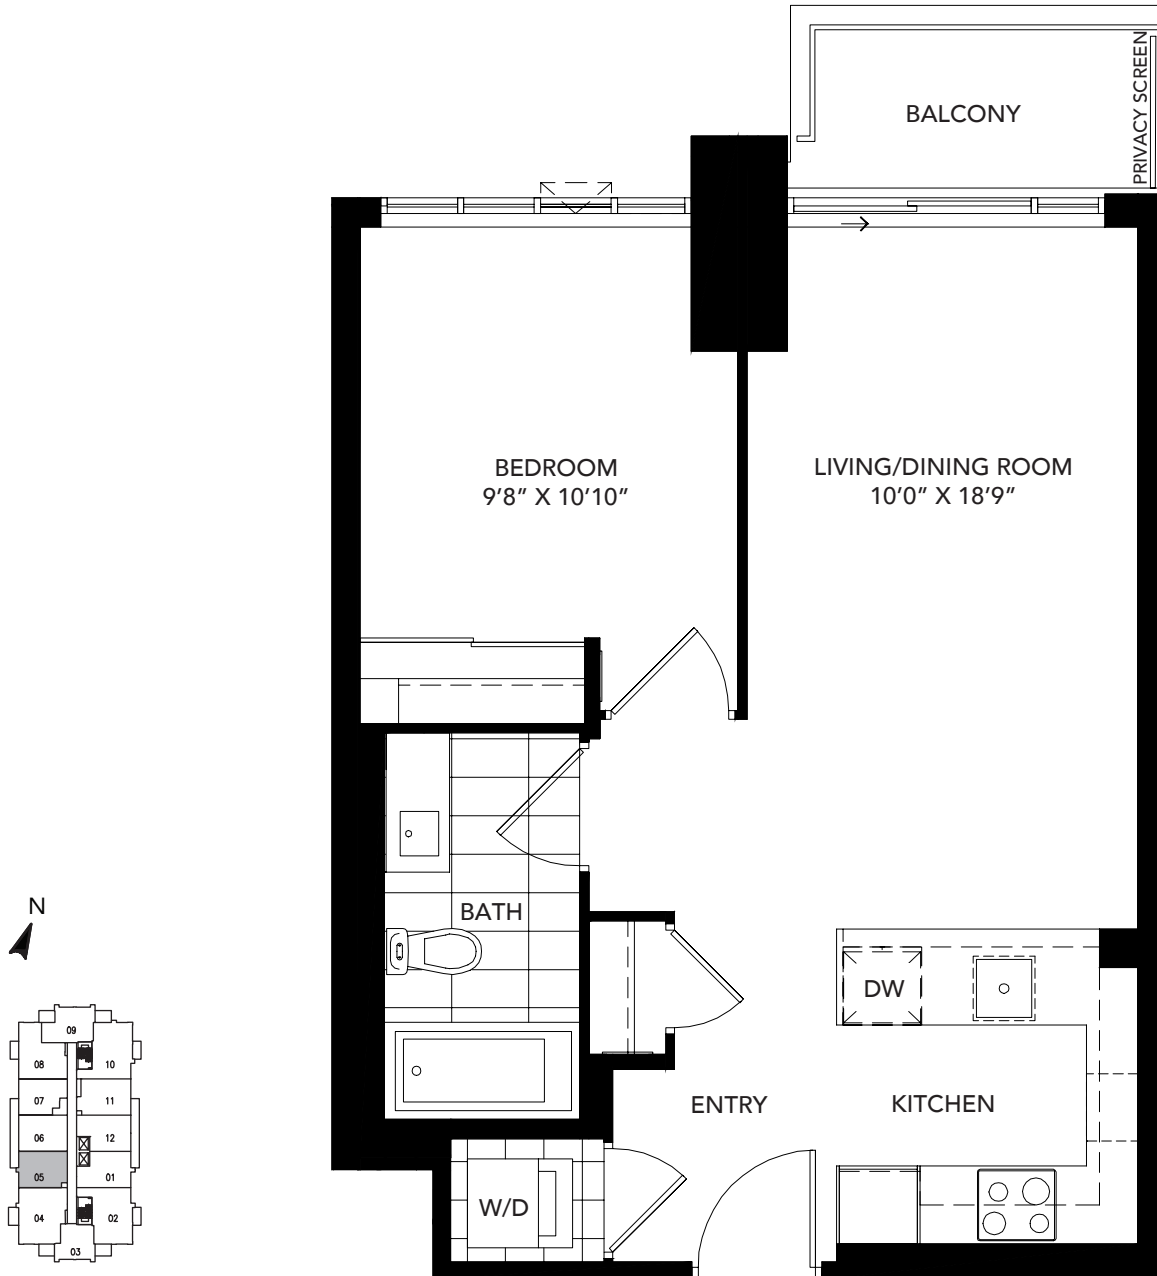 BALCONY
PRIVACY SCREEN
BEDROOM
9'8" X 10'10"
LIVING/DINING ROOM
10'0" X 18'9"
BATH
DW
ENTRY
KITCHEN
W/D
N
09
08
10
07
11
06
12
05
01
04
02
03